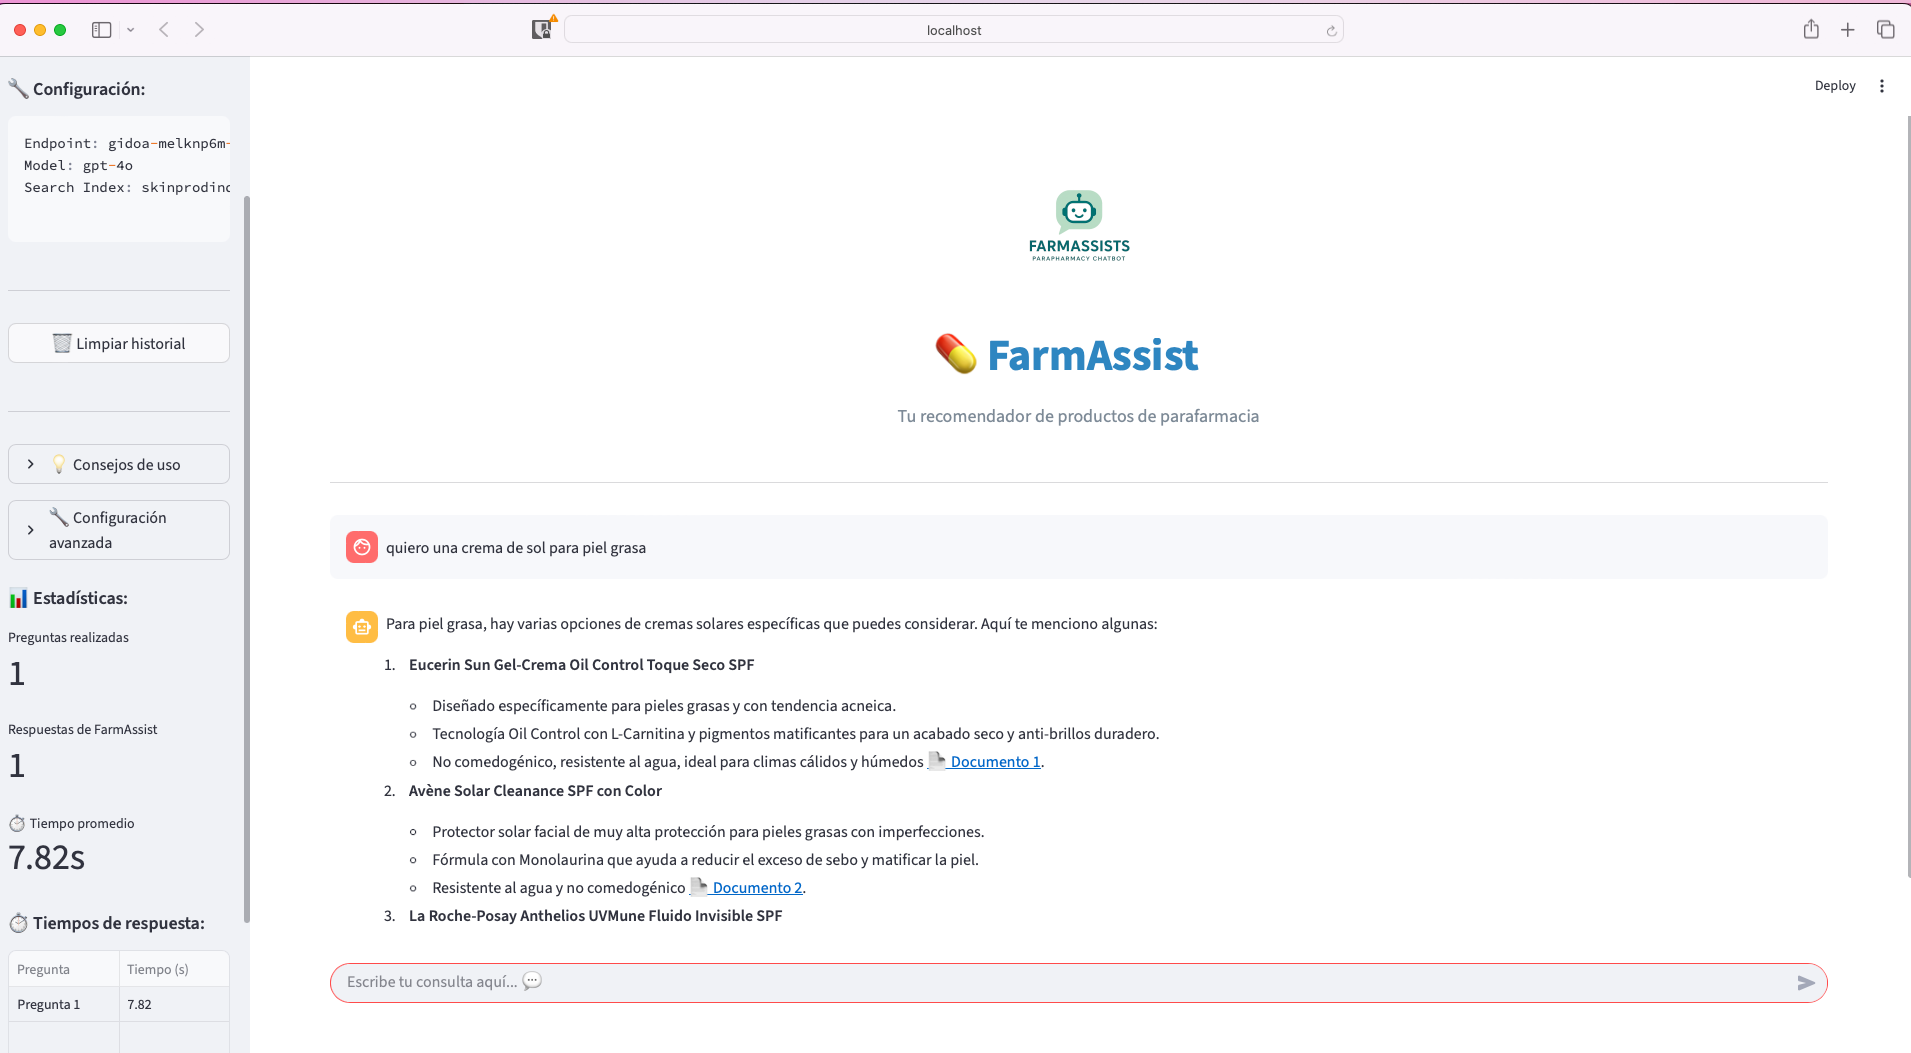 localhost
🔧 Configuración:
Endpoint: gidoa-melknp6m-
Model: gpt-4o
Search Index: skinprodind
🗑️ Limpiar historial
💡 Consejos de uso
🔧 Configuración
avanzada
📊 Estadísticas:
Preguntas realizadas
1
Respuestas de FarmAssist
1
⏱️ Tiempo promedio
7.82s
⏱️ Tiempos de respuesta:
Pregunta Tiempo (s)
Pregunta 1 7.82
Deploy
FARMASSISTS
PARAPHARMACY CHATBOT
💊 FarmAssist
Tu recomendador de productos de parafarmacia
quiero una crema de sol para piel grasa
Para piel grasa, hay varias opciones de cremas solares específicas que puedes considerar. Aquí te menciono algunas:
1. Eucerin Sun Gel-Crema Oil Control Toque Seco SPF
Diseñado específicamente para pieles grasas y con tendencia acneica.
Tecnología Oil Control con L-Carnitina y pigmentos matificantes para un acabado seco y anti-brillos duradero.
No comedogénico, resistente al agua, ideal para climas cálidos y húmedos 📄 Documento 1.
2. Avène Solar Cleanance SPF con Color
Protector solar facial de muy alta protección para pieles grasas con imperfecciones.
Fórmula con Monolaurina que ayuda a reducir el exceso de sebo y matificar la piel.
Resistente al agua y no comedogénico 📄 Documento 2.
3. La Roche-Posay Anthelios UVMune Fluido Invisible SPF
Escribe tu consulta aquí... 💬